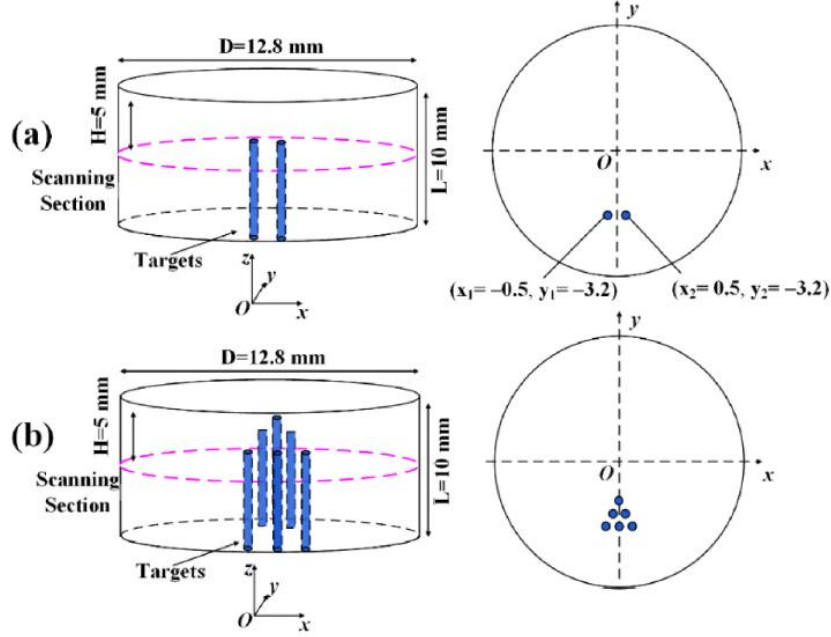 D=12.8 mm
(a)
H=5 mm
L=10 mm
Scanning
Section
Targets
z
y
O
x
y
O
x
(x₁= −0.5, y₁= −3.2)
(x₂= 0.5, y₂= −3.2)
D=12.8 mm
(b)
H=5 mm
L=10 mm
Scanning
Section
Targets
z
y
O
x
y
O
x